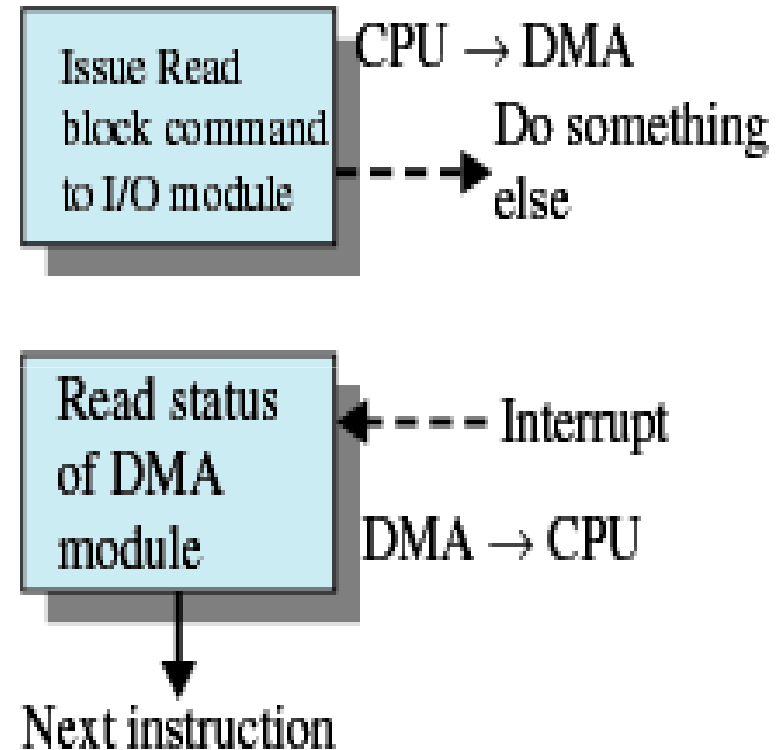 Issue Read
block command
to I/O module
CPU → DMA
Do something
else
Read status
of DMA
module
Interrupt
DMA → CPU
Next instruction